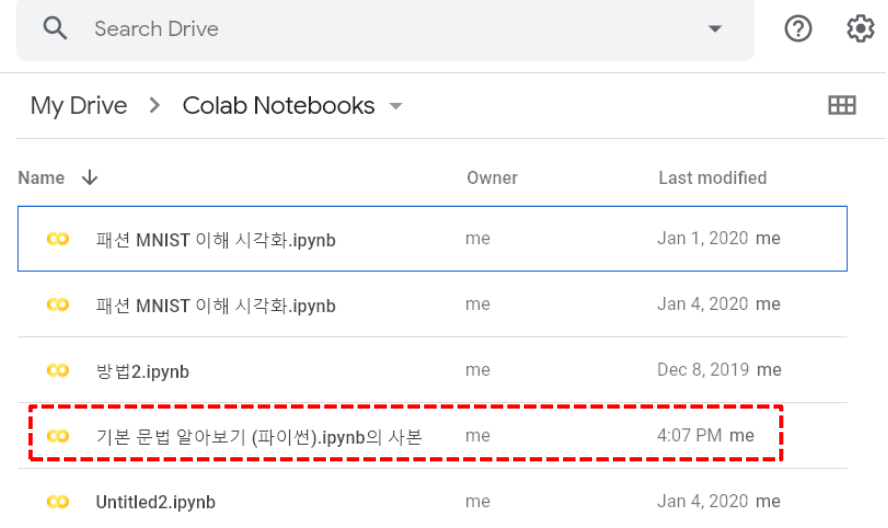 Search Drive
My Drive > Colab Notebooks
Name Owner Last modified
패션 MNIST 이해 시각화.ipynb me Jan 1, 2020 me
패션 MNIST 이해 시각화.ipynb me Jan 4, 2020 me
방법2.ipynb me Dec 8, 2019 me
기본 문법 알아보기 (파이썬).ipynb의 사본 me 4:07 PM me
Untitled2.ipynb me Jan 4, 2020 me